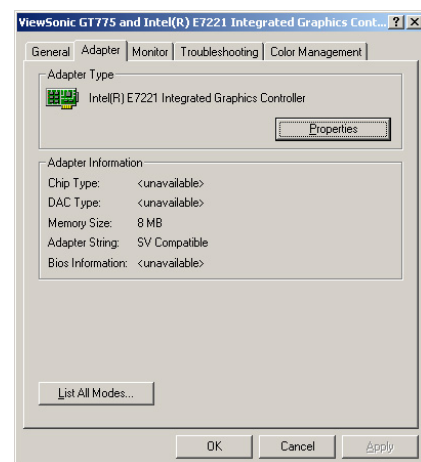 ViewSonic GT775 and Intel(R) E7221 Integrated Graphics Cont...
General Adapter Monitor Troubleshooting Color Management
Adapter Type
Intel(R) E7221 Integrated Graphics Controller
Properties
Adapter Information
Chip Type: <unavailable>
DAC Type: <unavailable>
Memory Size: 8 MB
Adapter String: SV Compatible
Bios Information: <unavailable>
List All Modes...
OK Cancel Apply